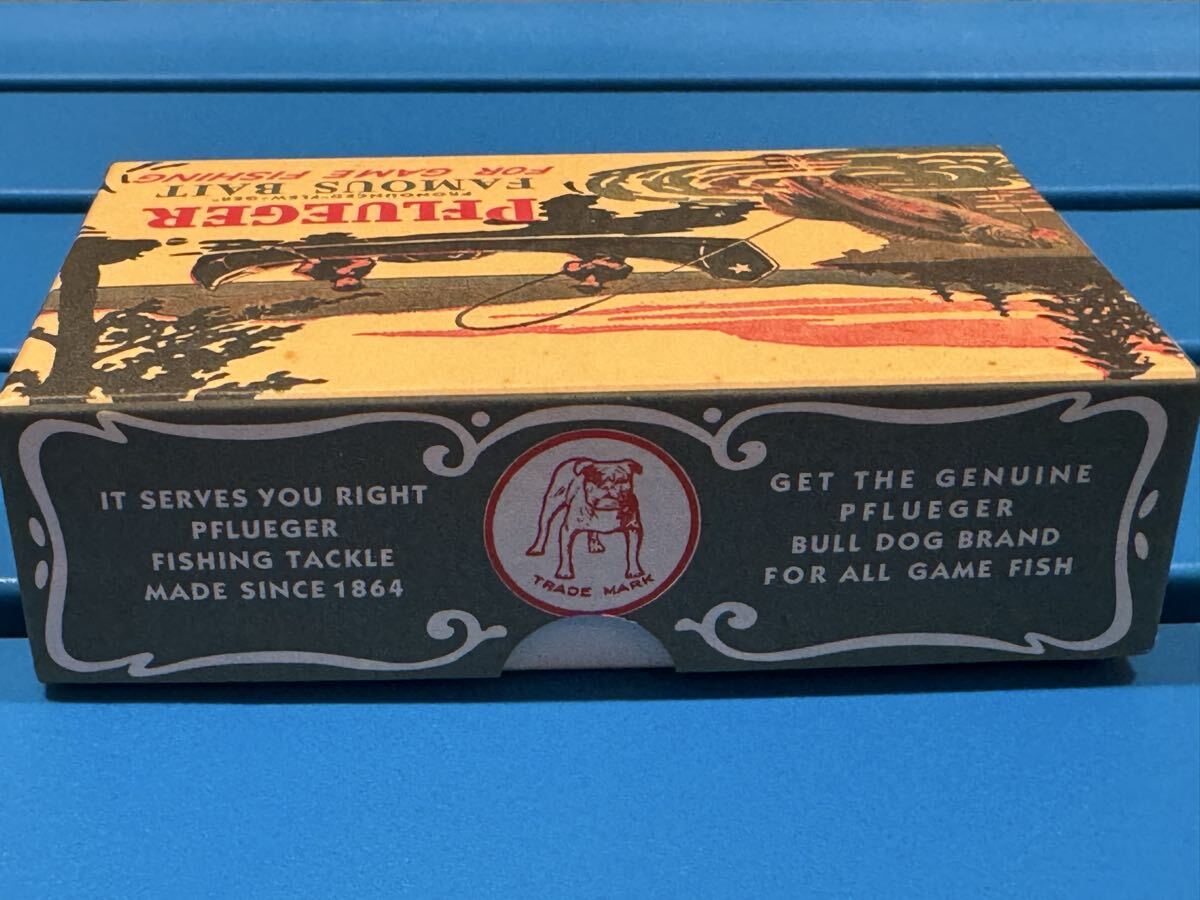 PFLUEGER
PRONOUNCED "FLEW-GER"
FAMOUS BAIT
FOR GAME FISHING
IT SERVES YOU RIGHT
PFLUEGER
FISHING TACKLE
MADE SINCE 1864
TRADE MARK
GET THE GENUINE
PFLUEGER
BULL DOG BRAND
FOR ALL GAME FISH